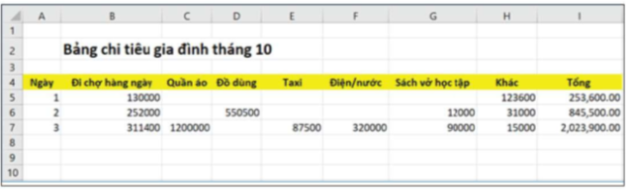 A B C D E F G H I
1
2 Bảng chi tiêu gia đình tháng 10
3
4 Ngày Đi chợ hàng ngày Quần áo Đồ dùng Taxi Điện/nước Sách vở học tập Khác Tổng
5 1 130000 123600 253,600.00
6 2 252000 550500 12000 31000 845,500.00
7 3 311400 1200000 87500 320000 90000 15000 2,023,900.00
8
9
10